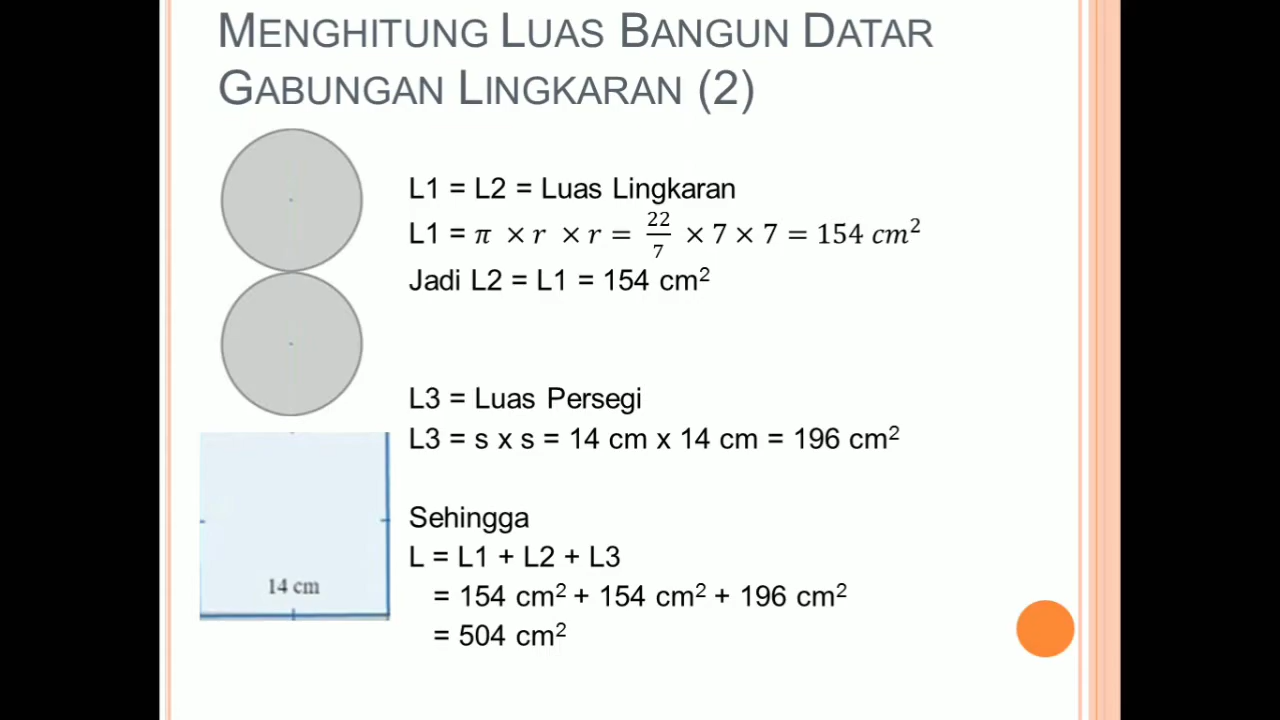 MENGHITUNG LUAS BANGUN DATAR
GABUNGAN LINGKARAN (2)
L1 = L2 = Luas Lingkaran
L1 = π × r × r = 22/7 × 7 × 7 = 154 cm²
Jadi L2 = L1 = 154 cm²
L3 = Luas Persegi
L3 = s x s = 14 cm x 14 cm = 196 cm²
Sehingga
L = L1 + L2 + L3
= 154 cm² + 154 cm² + 196 cm²
= 504 cm²
14 cm